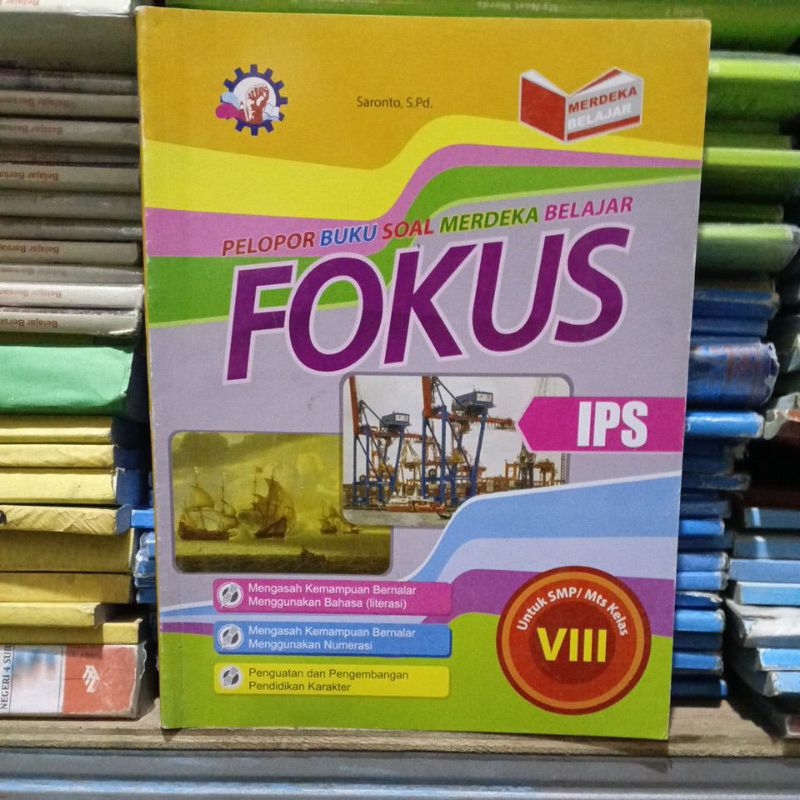 Saronto, S.Pd.
MERDEKA
BELAJAR
PELOPOR BUKU SOAL MERDEKA BELAJAR
FOKUS
IPS
Mengasah Kemampuan Bernalar
Menggunakan Bahasa (literasi)
Mengasah Kemampuan Bernalar
Menggunakan Numerasi
Penguatan dan Pengembangan
Pendidikan Karakter
Untuk SMP/ Mts Kelas
VIII